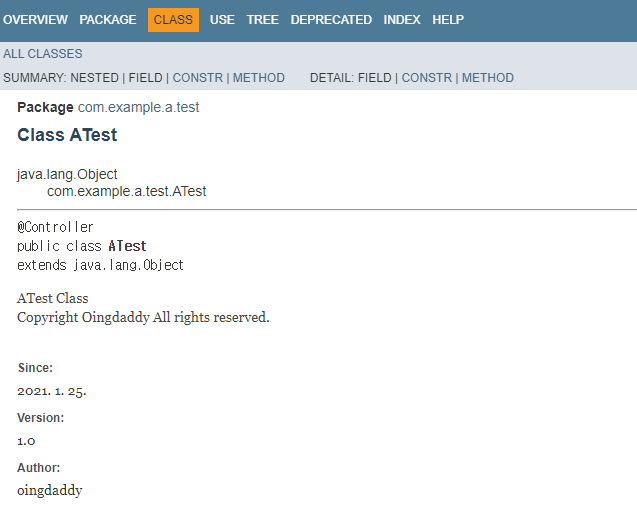 OVERVIEW PACKAGE CLASS USE TREE DEPRECATED INDEX HELP
ALL CLASSES
SUMMARY: NESTED | FIELD | CONSTR | METHOD DETAIL: FIELD | CONSTR | METHOD
Package com.example.a.test
Class ATest
java.lang.Object
com.example.a.test.ATest
@Controller
public class ATest
extends java.lang.Object
ATest Class
Copyright Oingdaddy All rights reserved.
Since:
2021. 1. 25.
Version:
1.0
Author:
oingdaddy